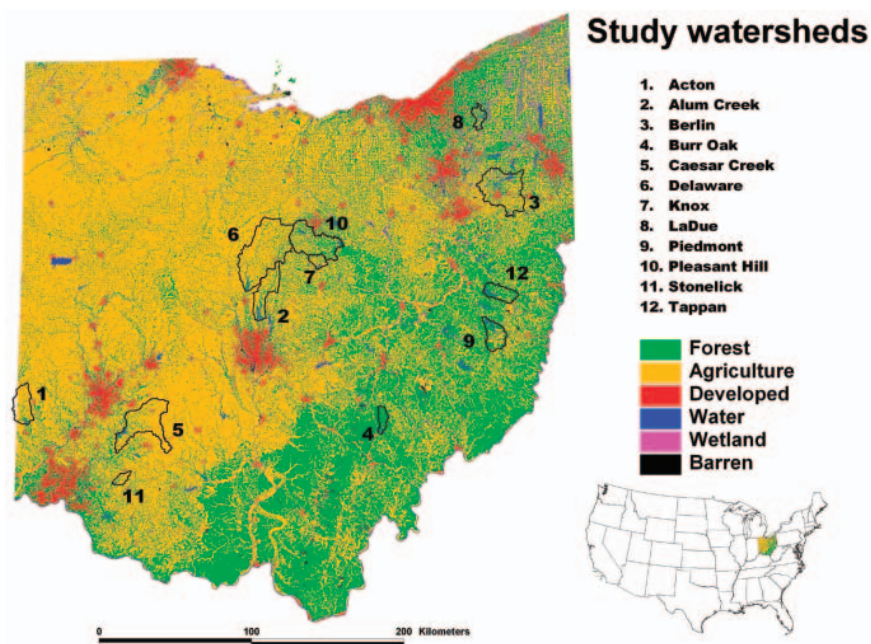 Study watersheds
1. Acton
2. Alum Creek
3. Berlin
4. Burr Oak
5. Caesar Creek
6. Delaware
7. Knox
8. LaDue
9. Piedmont
10. Pleasant Hill
11. Stonelick
12. Tappan
Forest
Agriculture
Developed
Water
Wetland
Barren
8
3
10
6
7
12
2
9
1
5
4
11
0 100 200 Kilometers